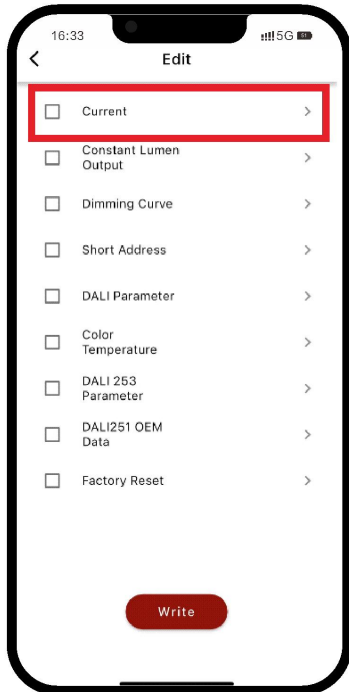 16:33
5G 51
Edit
Current
Constant Lumen
Output
Dimming Curve
Short Address
DALI Parameter
Color
Temperature
DALI 253
Parameter
DALI251 OEM
Data
Factory Reset
Write